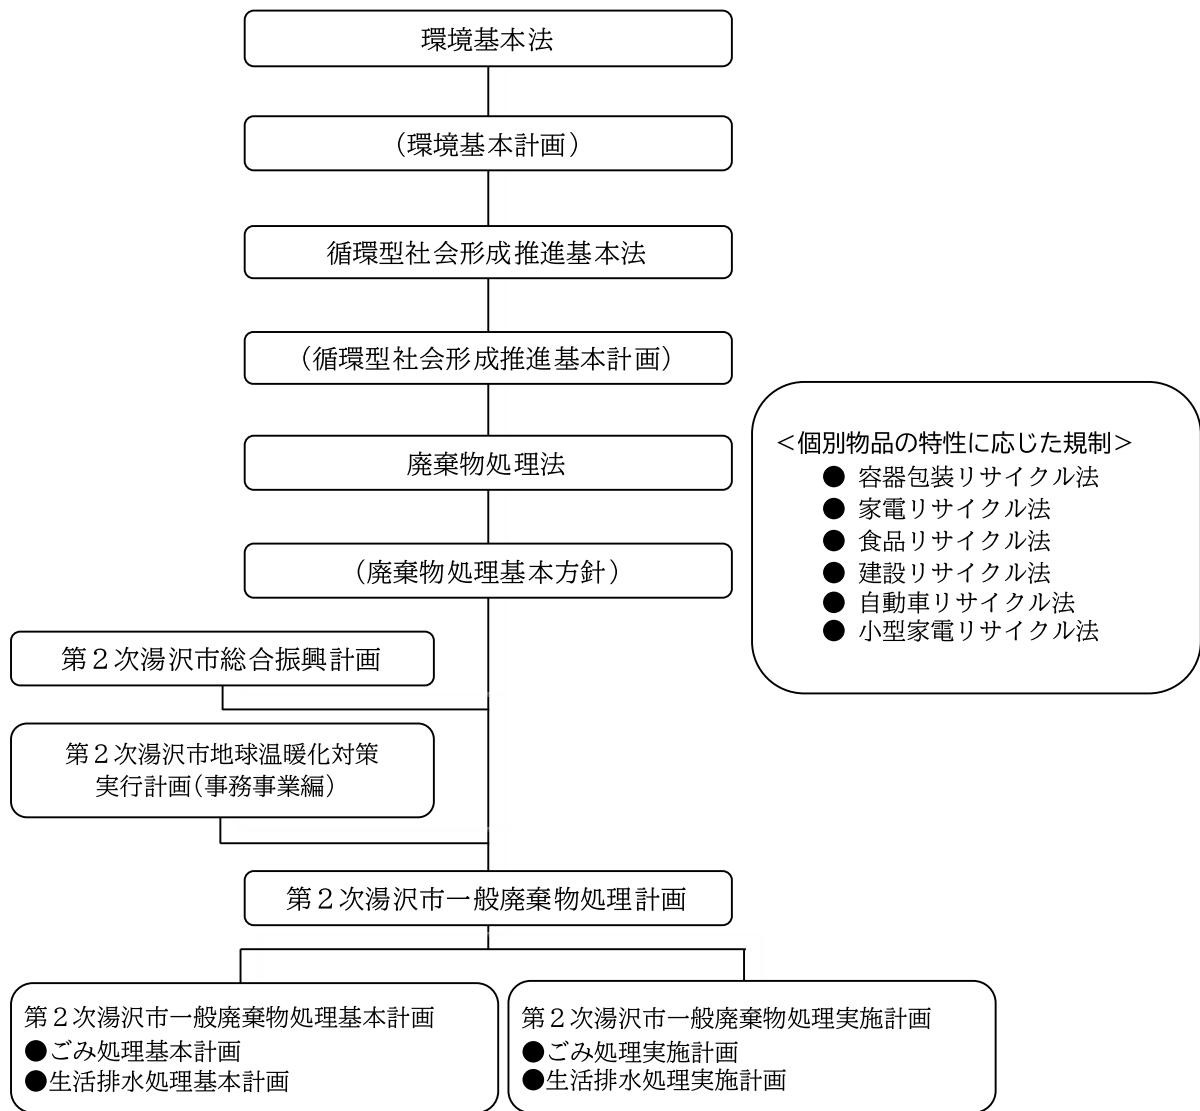 環境基本法
（環境基本計画）
循環型社会形成推進基本法
（循環型社会形成推進基本計画）
廃棄物処理法
（廃棄物処理基本方針）
＜個別物品の特性に応じた規制＞
● 容器包装リサイクル法
● 家電リサイクル法
● 食品リサイクル法
● 建設リサイクル法
● 自動車リサイクル法
● 小型家電リサイクル法
第２次湯沢市総合振興計画
第２次湯沢市地球温暖化対策
実行計画（事務事業編）
第２次湯沢市一般廃棄物処理計画
第２次湯沢市一般廃棄物処理基本計画
●ごみ処理基本計画
●生活排水処理基本計画
第２次湯沢市一般廃棄物処理実施計画
●ごみ処理実施計画
●生活排水処理実施計画